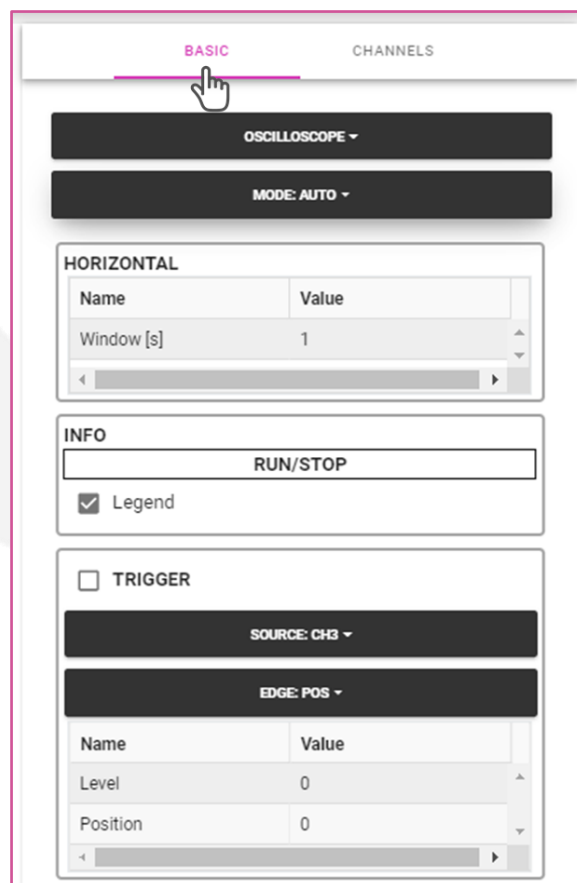 BASIC CHANNELS
OSCILLOSCOPE
MODE: AUTO
HORIZONTAL
Name Value
Window [s] 1
INFO
RUN/STOP
Legend
TRIGGER
SOURCE: CH3
EDGE: POS
Name Value
Level 0
Position 0